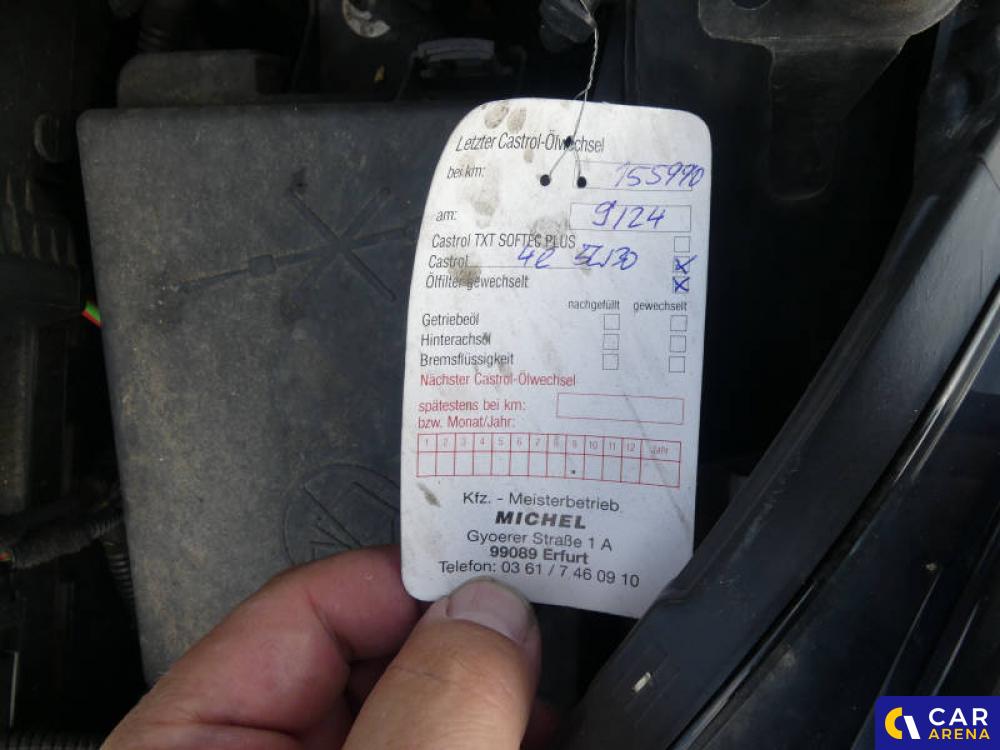 Letzter Castrol-Ölwechsel
bei km: 155990
am: 9/24
Castrol TXT SOFTEC PLUS
Castrol 4l 5W30
Ölfilter gewechselt
nachgefüllt gewechselt
Getriebeöl
Hinterachsöl
Bremsflüssigkeit
Nächster Castrol-Ölwechsel
spätestens bei km:
bzw. Monat/Jahr:
1 2 3 4 5 6 7 8 9 10 11 12 Jahr
Kfz. - Meisterbetrieb
MICHEL
Gyoerer Straße 1 A
99089 Erfurt
Telefon: 03 61 / 7 46 09 10
CAR
ARENA